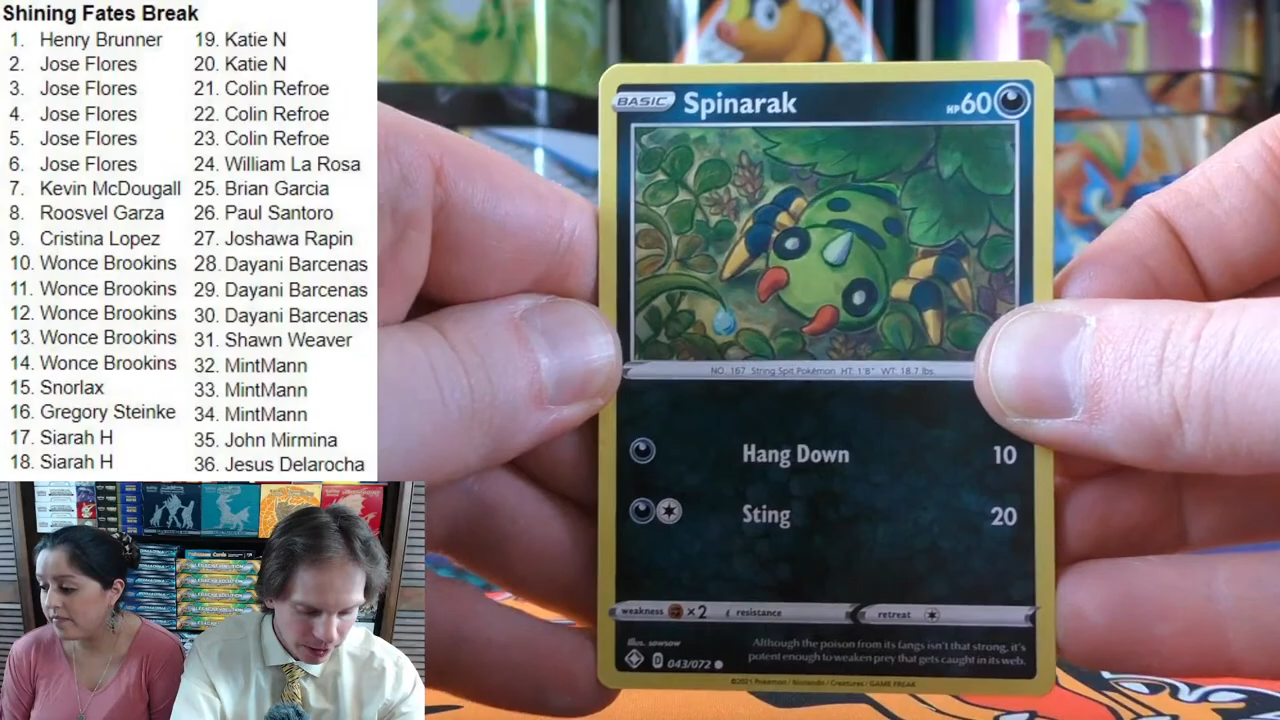 Shining Fates Break
1. Henry Brunner
2. Jose Flores
3. Jose Flores
4. Jose Flores
5. Jose Flores
6. Jose Flores
7. Kevin McDougall
8. Roosvel Garza
9. Cristina Lopez
10. Wonce Brookins
11. Wonce Brookins
12. Wonce Brookins
13. Wonce Brookins
14. Wonce Brookins
15. Snorlax
16. Gregory Steinke
17. Siarah H
18. Siarah H
19. Katie N
20. Katie N
21. Colin Refroe
22. Colin Refroe
23. Colin Refroe
24. William La Rosa
25. Brian Garcia
26. Paul Santoro
27. Joshawa Rapin
28. Dayani Barcenas
29. Dayani Barcenas
30. Dayani Barcenas
31. Shawn Weaver
32. MintMann
33. MintMann
34. MintMann
35. John Mirmina
36. Jesus Delarocha
BASIC Spinarak HP 60
NO. 167 String Spit Pokémon HT: 1'8" WT: 18.7 lbs.
Hang Down 10
Sting 20
weakness ×2 resistance retreat
Illus. sowsow
Although the poison from its fangs isn't that strong, it's
potent enough to weaken prey that gets caught in its web.
D 043/072
©2021 Pokémon / Nintendo / Creatures / GAME FREAK